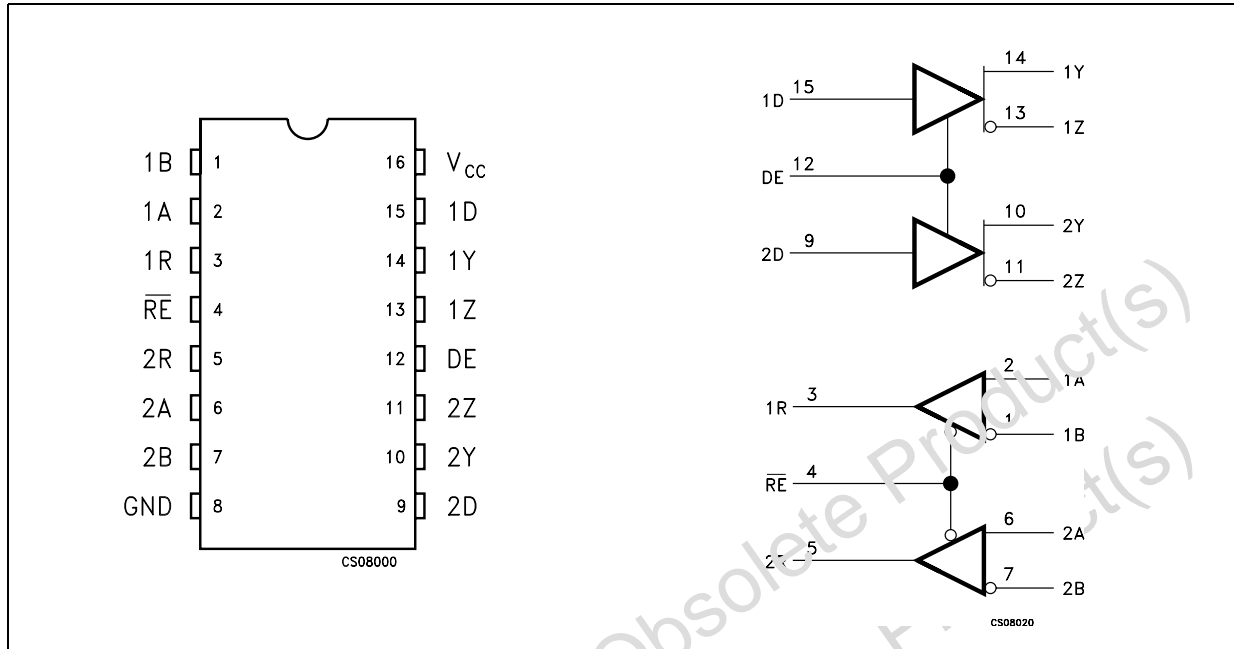 1B 1 16 VCC
1A 2 15 1D
1R 3 14 1Y
RE 4 13 1Z
2R 5 12 DE
2A 6 11 2Z
2B 7 10 2Y
GND 8 9 2D
CS08000
14 1Y
1D 15
13 1Z
DE 12
10 2Y
2D 9
11 2Z
2 1A
1R 3
1 1B
RE 4
6 2A
5
7 2B
CS08020
Obsolete Product(s)
ct(s)